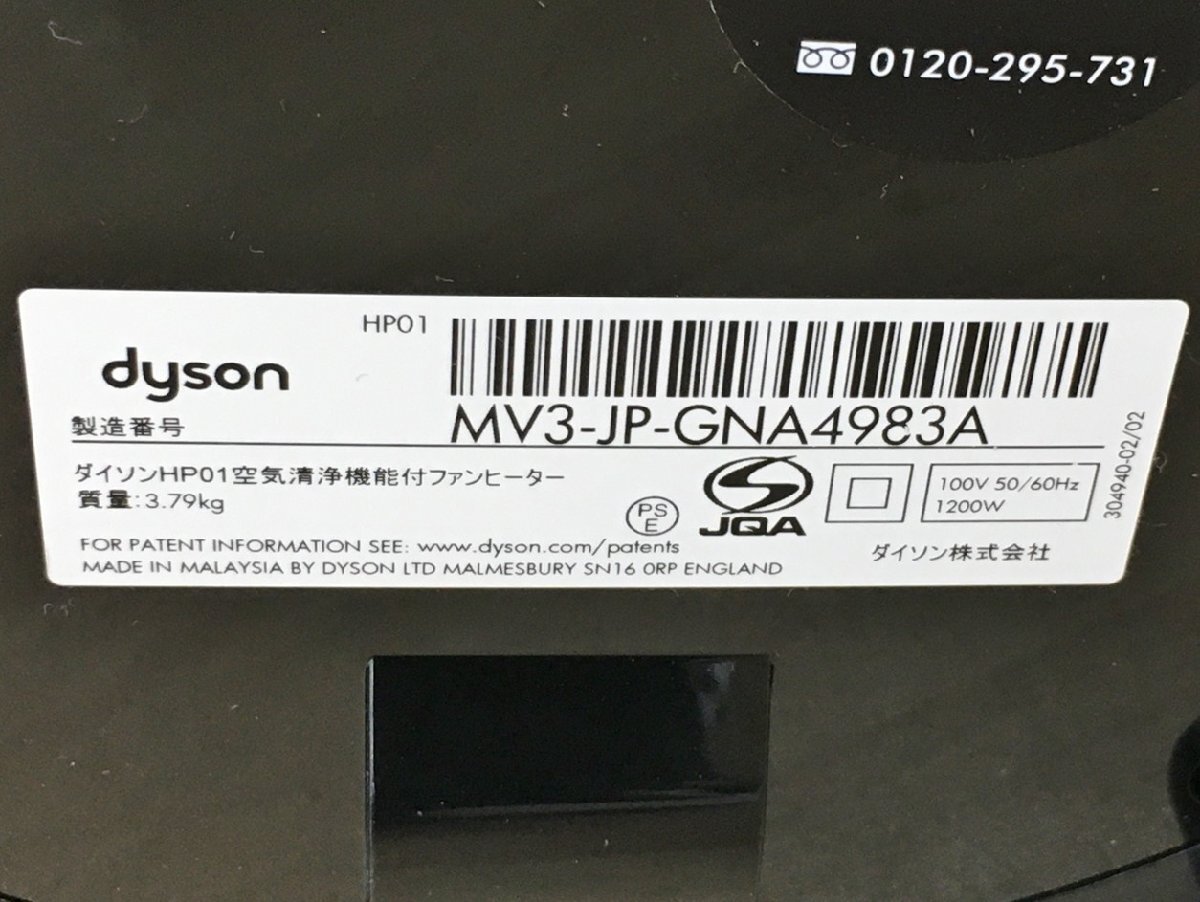 0120-295-731
HP01
dyson
MV3-JP-GNA4983A
製造番号
ダイソンHP01空気清浄機能付ファンヒーター
質量:3.79kg
PS
E
JQA
100V 50/60Hz
1200W
304940-02/02
FOR PATENT INFORMATION SEE: www.dyson.com/patents
MADE IN MALAYSIA BY DYSON LTD MALMESBURY SN16 0RP ENGLAND
ダイソン株式会社